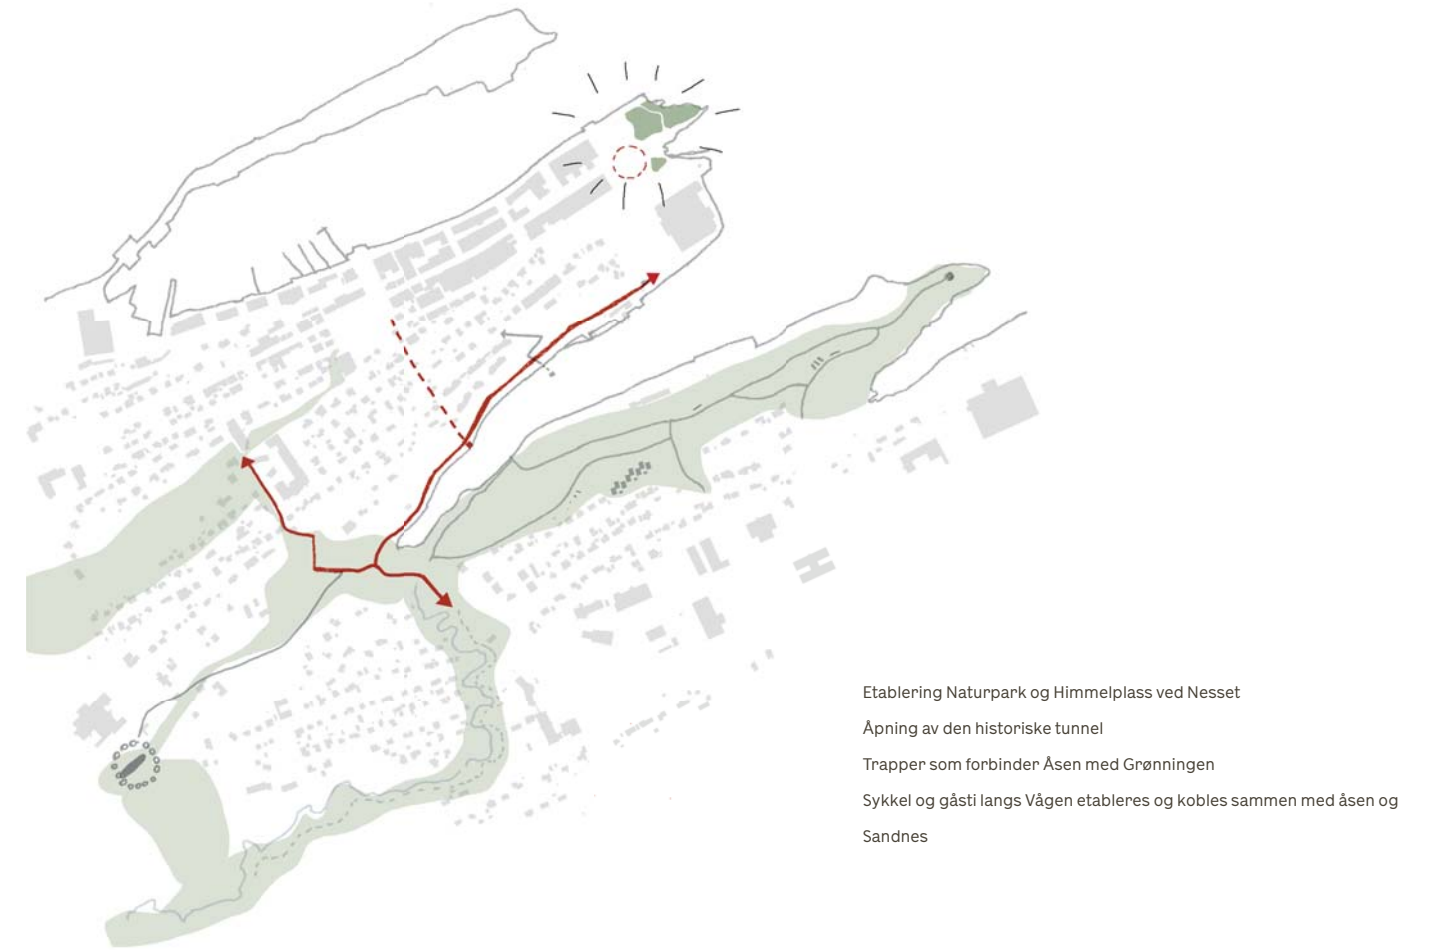 Etablering Naturpark og Himmelplass ved Nesset
Åpning av den historiske tunnel
Trapper som forbinder Åsen med Grønningen
Sykkel og gåsti langs Vågen etableres og kobles sammen med åsen og
Sandnes